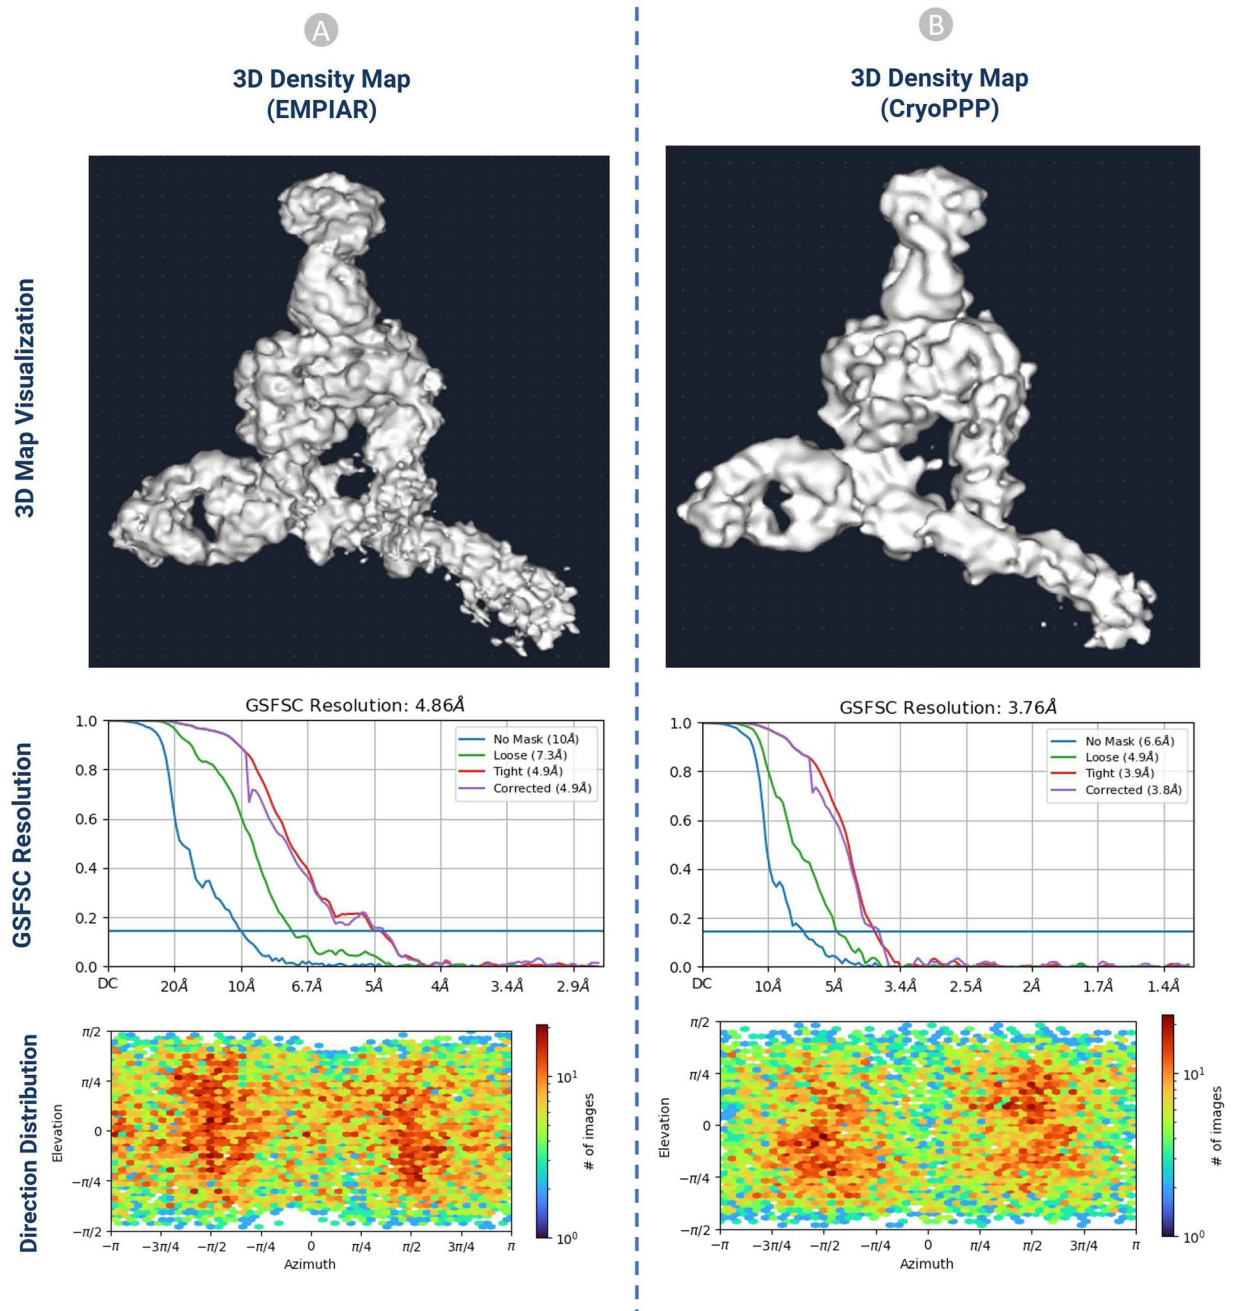 A
B
3D Density Map
(EMPIAR)
3D Density Map
(CryoPPP)
3D Map Visualization
GSFSC Resolution
GSFSC Resolution: 4.86Å
1.0
0.8
0.6
0.4
0.2
0.0
No Mask (10Å)
Loose (7.3Å)
Tight (4.9Å)
Corrected (4.9Å)
DC
20Å
10Å
6.7Å
5Å
4Å
3.4Å
2.9Å
GSFSC Resolution: 3.76Å
1.0
0.8
0.6
0.4
0.2
0.0
No Mask (6.6Å)
Loose (4.9Å)
Tight (3.9Å)
Corrected (3.8Å)
DC
10Å
5Å
3.44Å
2.5Å
2Å
1.7Å
1.4Å
Direction Distribution
Elevation
π/2
π/4
0
−π/4
−π/2
−π
−3π/4
−π/2
−π/4
0
π/4
π/2
3π/4
π
Azimuth
10¹
10⁰
# of images
Elevation
π/2
π/4
0
−π/4
−π/2
−π
−3π/4
−π/2
−π/4
0
π/4
π/2
3π/4
π
Azimuth
10¹
10⁰
# of images